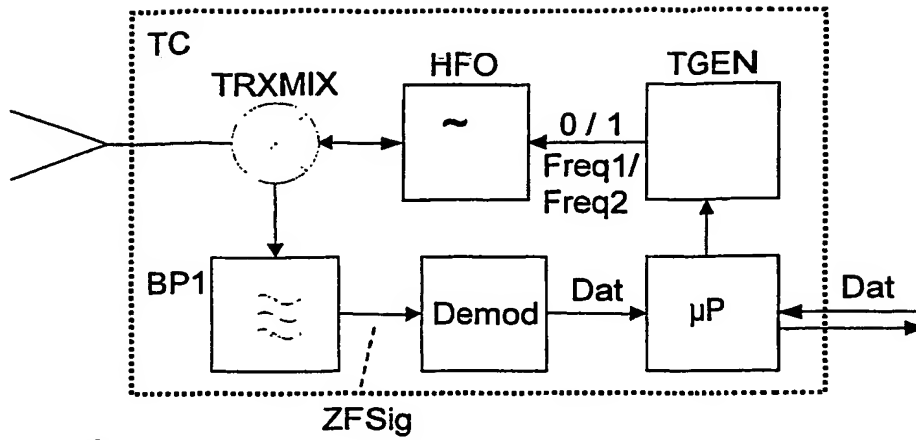 TC
HFO
TGEN
TRXMIX
~
0 / 1
Freq1/
Freq2
BP1
Demod
Dat
µP
Dat
ZFSig